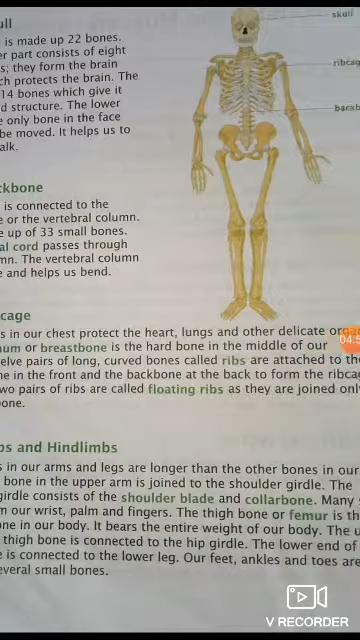 ull
skull
is made up 22 bones.
er part consists of eight
s; they form the brain
ch protects the brain. The
14 bones which give it
d structure. The lower
e only bone in the face
be moved. It helps us to
alk.
ribcag
backb
ckbone
is connected to the
e or the vertebral column.
e up of 33 small bones.
al cord passes through
mn. The vertebral column
e and helps us bend.
cage
s in our chest protect the heart, lungs and other delicate orga
num or breastbone is the hard bone in the middle of our
elve pairs of long, curved bones called ribs are attached to the
ne in the front and the backbone at the back to form the ribca
wo pairs of ribs are called floating ribs as they are joined only
one.
04:5
bs and Hindlimbs
s in our arms and legs are longer than the other bones in our
bone in the upper arm is joined to the shoulder girdle. The
girdle consists of the shoulder blade and collarbone. Many s
m our wrist, palm and fingers. The thigh bone or femur is th
one in our body. It bears the entire weight of our body. The u
thigh bone is connected to the hip girdle. The lower end of
e is connected to the lower leg. Our feet, ankles and toes are
everal small bones.
V RECORDER